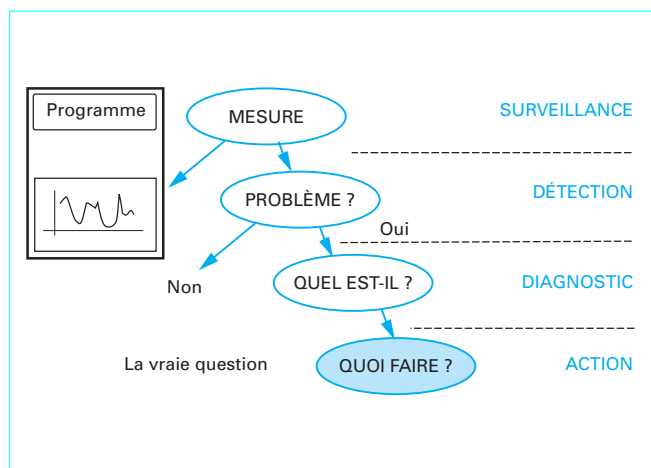 Programme
MESURE
SURVEILLANCE
PROBLÈME ?
DÉTECTION
Oui
Non
QUEL EST-IL ?
DIAGNOSTIC
La vraie question
QUOI FAIRE ?
ACTION